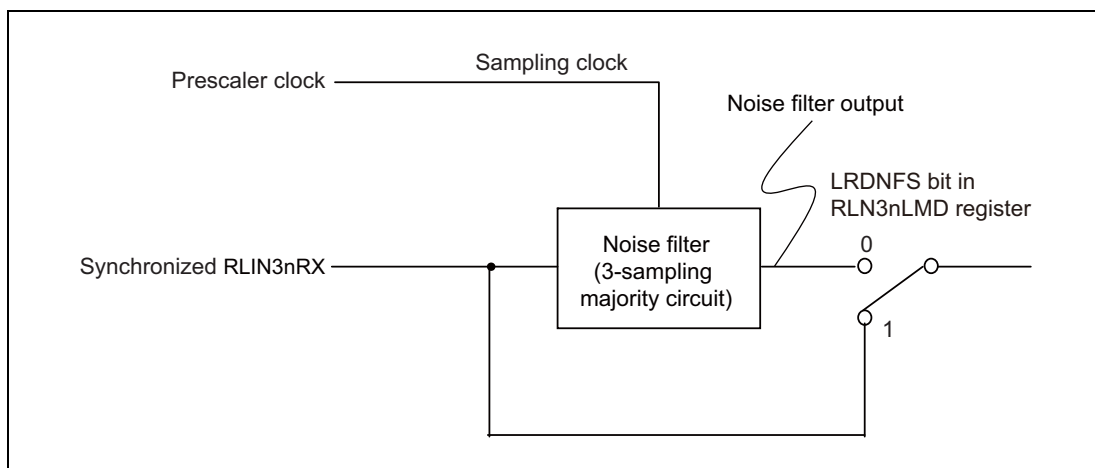 Sampling clock
Prescaler clock
Noise filter output
LRDNFS bit in
RLN3nLMD register
Noise filter
(3-sampling
majority circuit)
0
Synchronized RLIN3nRX
1